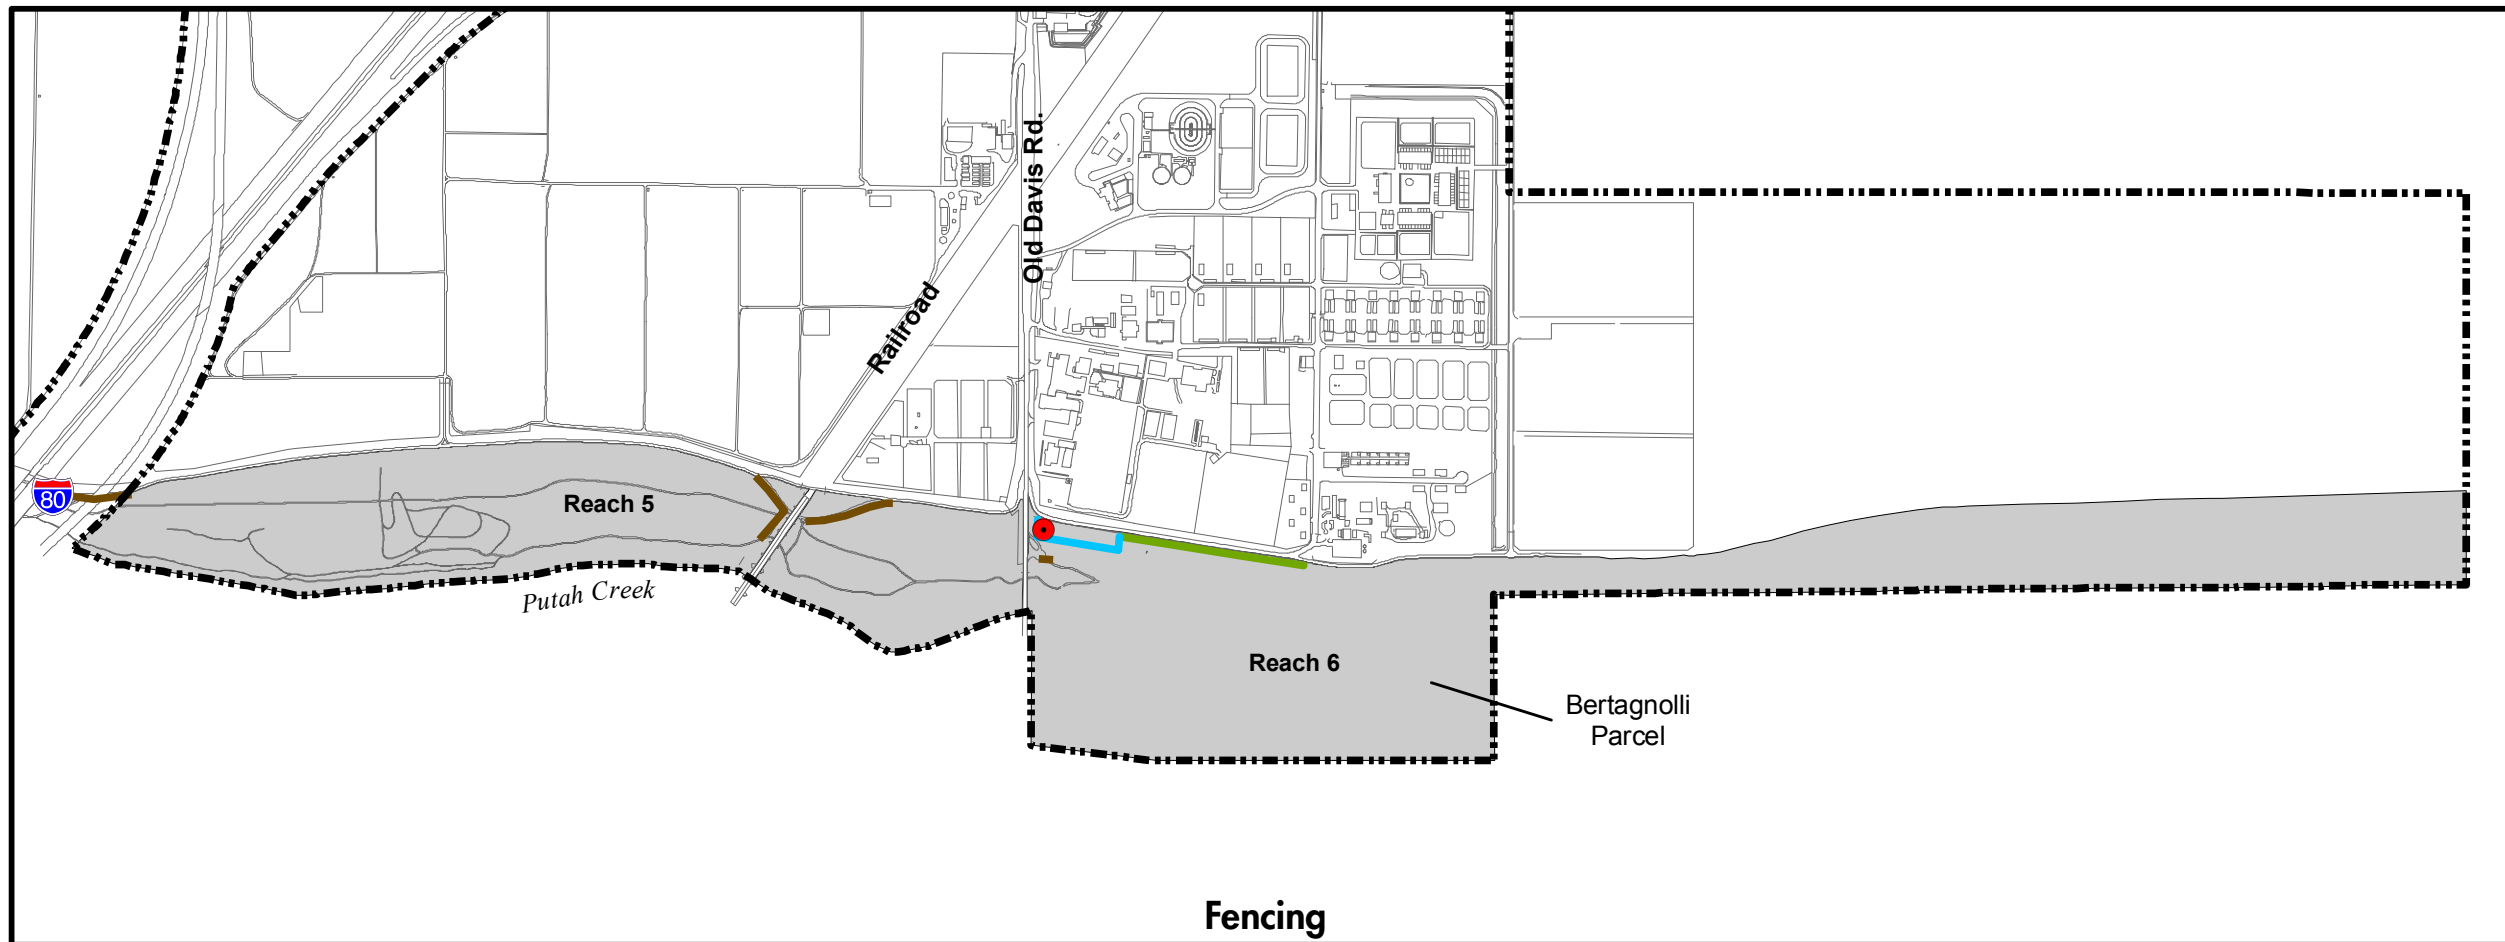 Old Davis Rd.
Railroad
80
Reach 5
Putah Creek
Reach 6
Bertagnolli
Parcel
Fencing